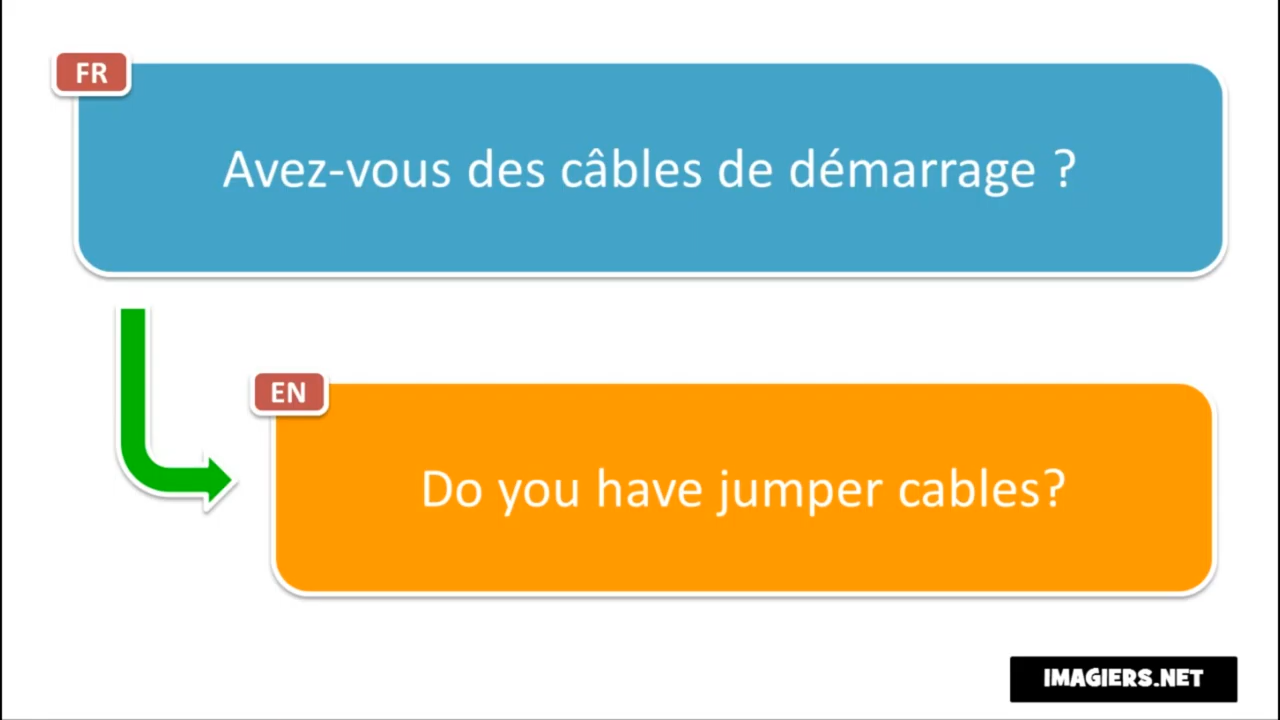 FR
Avez-vous des câbles de démarrage ?
EN
Do you have jumper cables?
IMAGIERS.NET